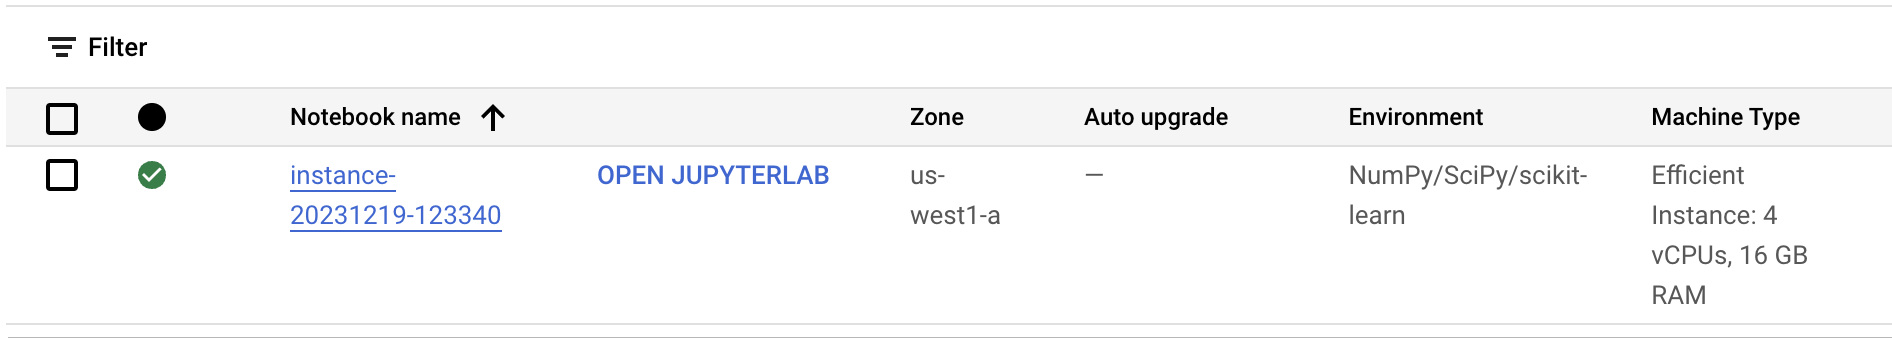 Filter
Notebook name Zone Auto upgrade Environment Machine Type
instance- OPEN JUPYTERLAB us- — NumPy/SciPy/scikit- Efficient
20231219-123340 west1-a learn Instance: 4
vCPUs, 16 GB
RAM